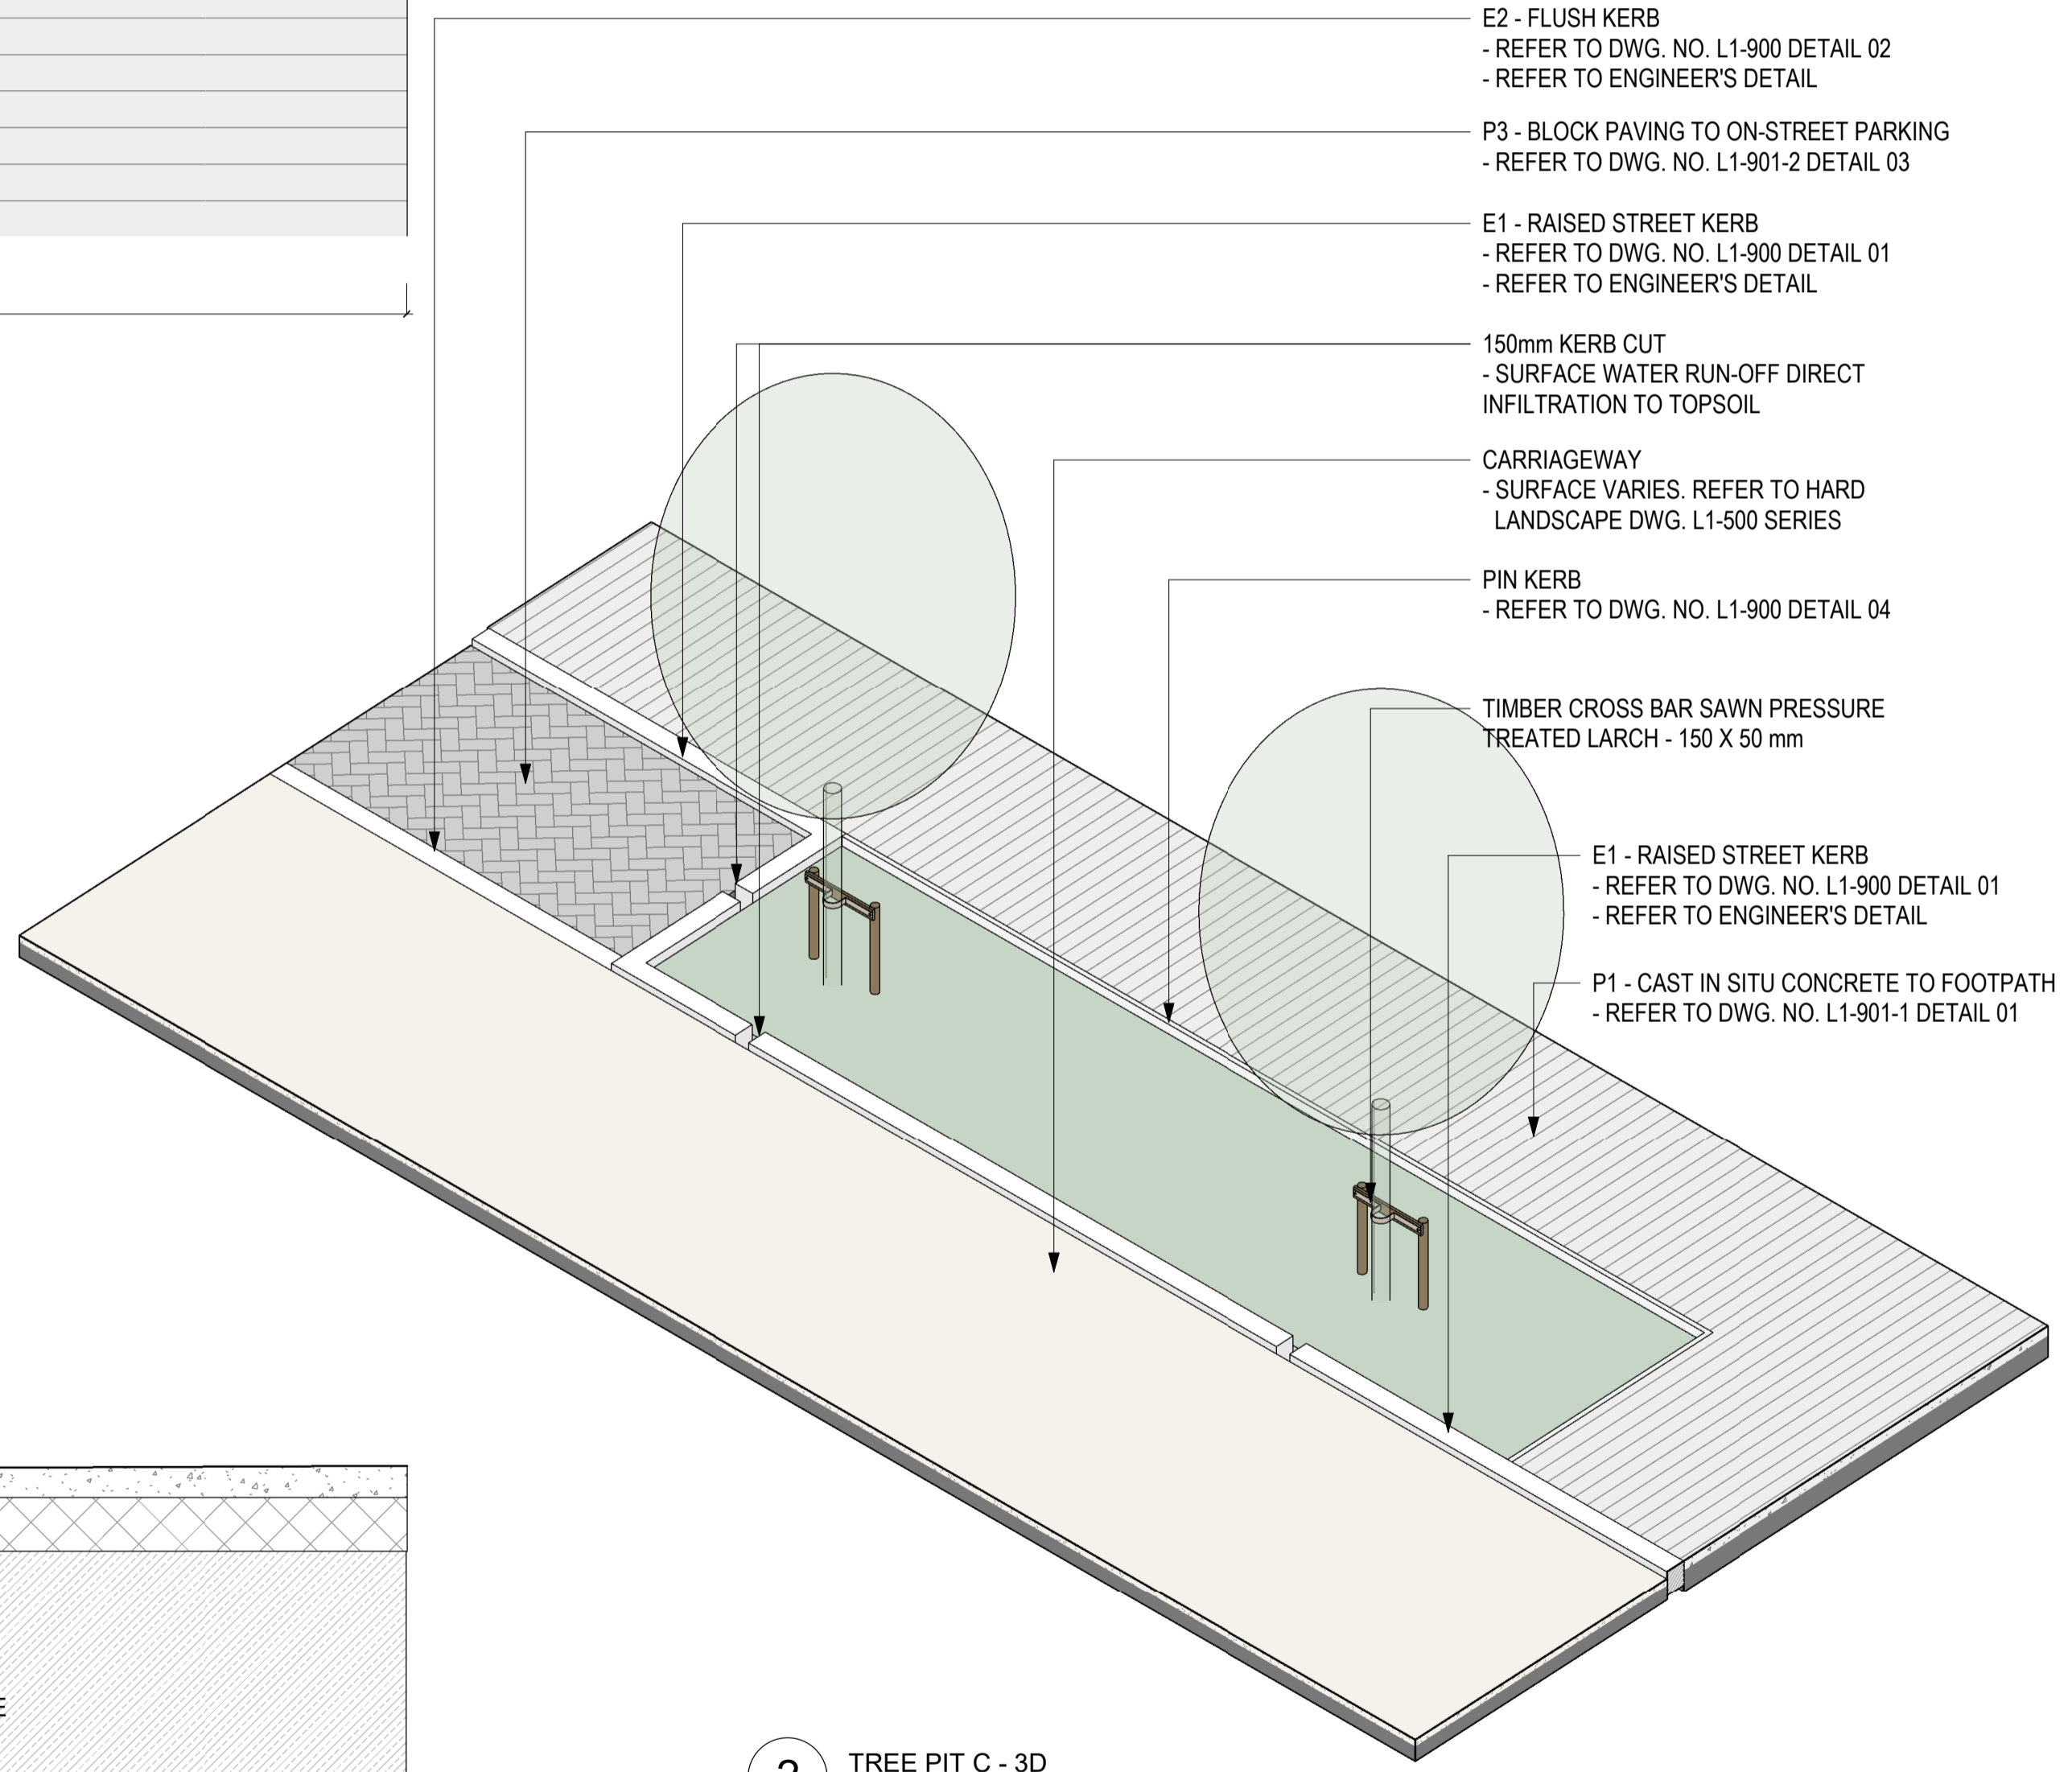 E2 - FLUSH KERB
- REFER TO DWG. NO. L1-900 DETAIL 02
- REFER TO ENGINEER'S DETAIL
P3 - BLOCK PAVING TO ON-STREET PARKING
- REFER TO DWG. NO. L1-901-2 DETAIL 03
E1 - RAISED STREET KERB
- REFER TO DWG. NO. L1-900 DETAIL 01
- REFER TO ENGINEER'S DETAIL
150mm KERB CUT
- SURFACE WATER RUN-OFF DIRECT
INFILTRATION TO TOPSOIL
CARRIAGEWAY
- SURFACE VARIES. REFER TO HARD
LANDSCAPE DWG. L1-500 SERIES
PIN KERB
- REFER TO DWG. NO. L1-900 DETAIL 04
TIMBER CROSS BAR SAWN PRESSURE
TREATED LARCH - 150 X 50 mm
E1 - RAISED STREET KERB
- REFER TO DWG. NO. L1-900 DETAIL 01
- REFER TO ENGINEER'S DETAIL
P1 - CAST IN SITU CONCRETE TO FOOTPATH
- REFER TO DWG. NO. L1-901-1 DETAIL 01
TREE PIT C - 3D